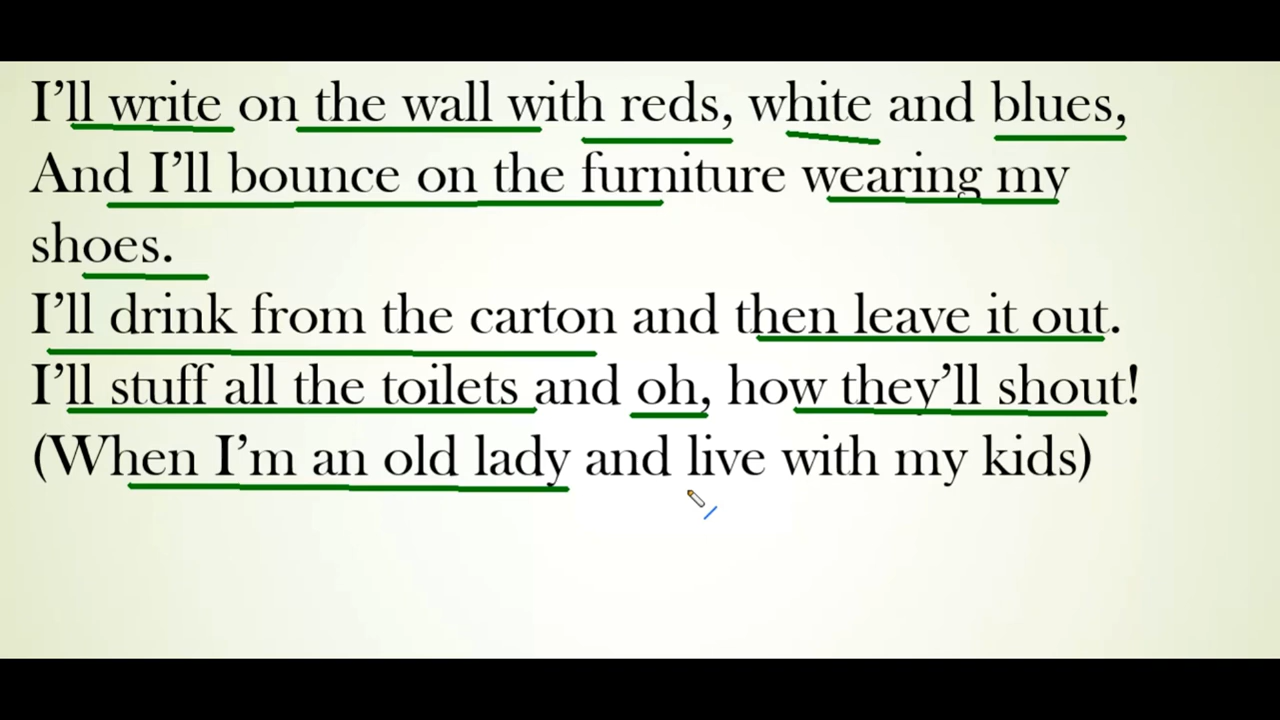 I’ll write on the wall with reds, white and blues,
And I’ll bounce on the furniture wearing my
shoes.
I’ll drink from the carton and then leave it out.
I’ll stuff all the toilets and oh, how they’ll shout!
(When I’m an old lady and live with my kids)